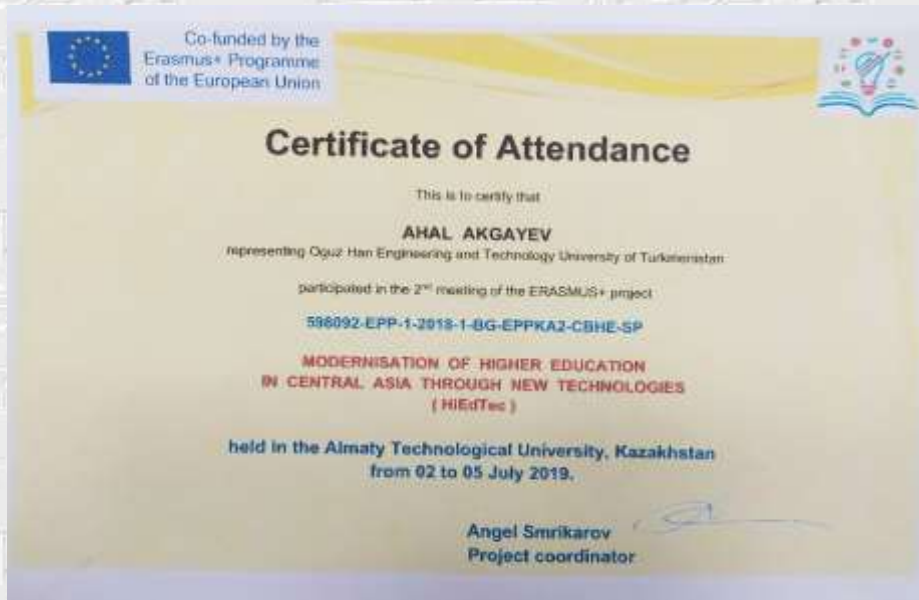 Co-funded by the
Erasmus+ Programme
of the European Union
Certificate of Attendance
This is to certify that
AHAL AKGAYEV
representing Oguz Han Engineering and Technology University of Turkmenistan
participated in the 2nd meeting of the ERASMUS+ project
598092-EPP-1-2018-1-BG-EPPKA2-CBHE-SP
MODERNISATION OF HIGHER EDUCATION
IN CENTRAL ASIA THROUGH NEW TECHNOLOGIES
( HiEdTec )
held in the Almaty Technological University, Kazakhstan
from 02 to 05 July 2019.
Angel Smrikarov
Project coordinator